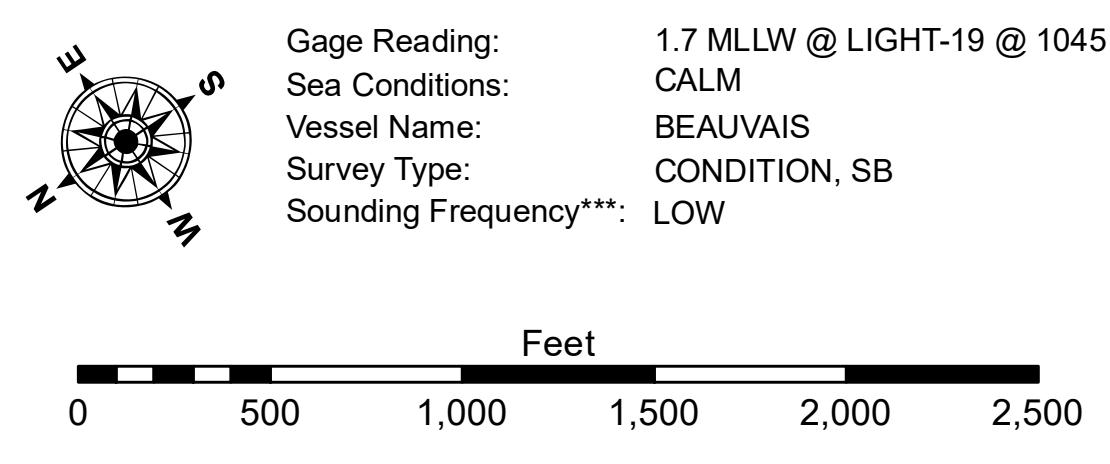 E
S
N
W
Gage Reading: 1.7 MLLW @ LIGHT-19 @ 1045
Sea Conditions: CALM
Vessel Name: BEAUVAIS
Survey Type: CONDITION, SB
Sounding Frequency***: LOW
Feet
0 500 1,000 1,500 2,000 2,500